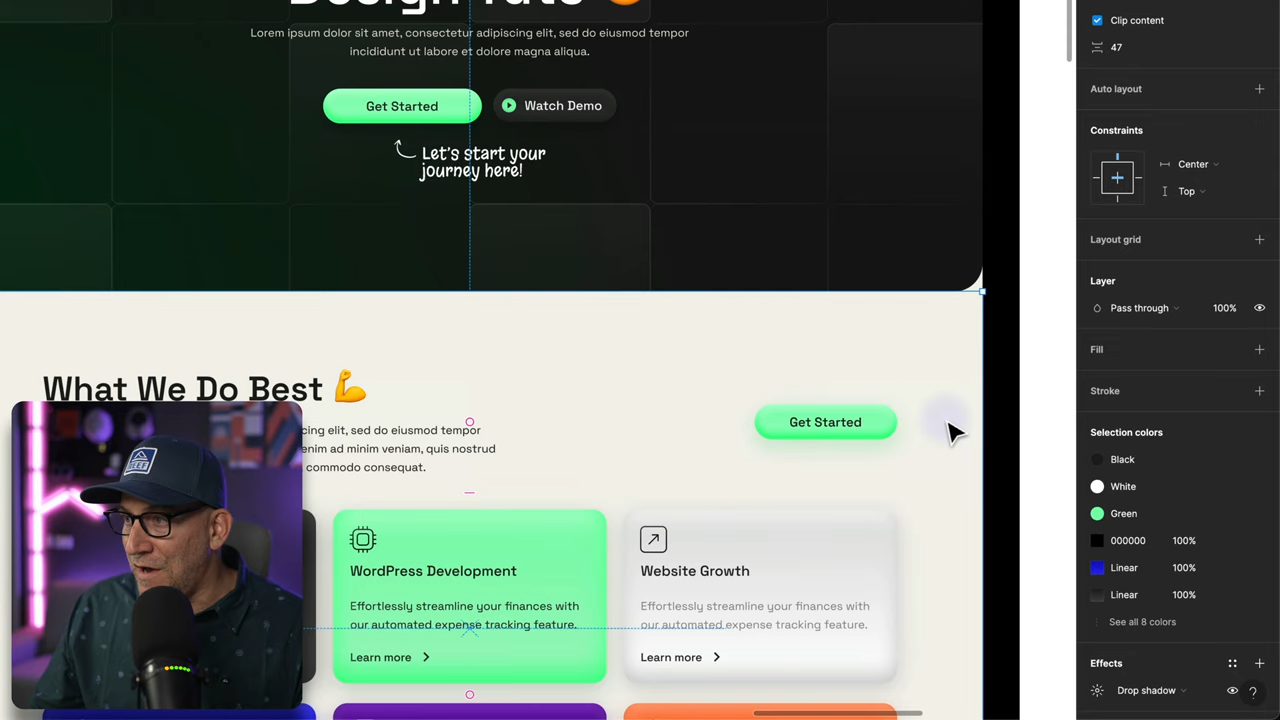 Design Tuts
Lorem ipsum dolor sit amet, consectetur adipiscing elit, sed do eiusmod tempor
incididunt ut labore et dolore magna aliqua.
Get Started
Watch Demo
Let's start your
journey here!
What We Do Best 💪
cing elit, sed do eiusmod tempor
enim ad minim veniam, quis nostrud
commodo consequat.
Get Started
WordPress Development
Effortlessly streamline your finances with
our automated expense tracking feature.
Learn more
Website Growth
Effortlessly streamline your finances with
our automated expense tracking feature.
Learn more
Clip content
47
Auto layout
Constraints
Center
Top
Layout grid
Layer
Pass through
100%
Fill
Stroke
Selection colors
Black
White
Green
000000 100%
Linear 100%
Linear 100%
See all 8 colors
Effects
Drop shadow
?